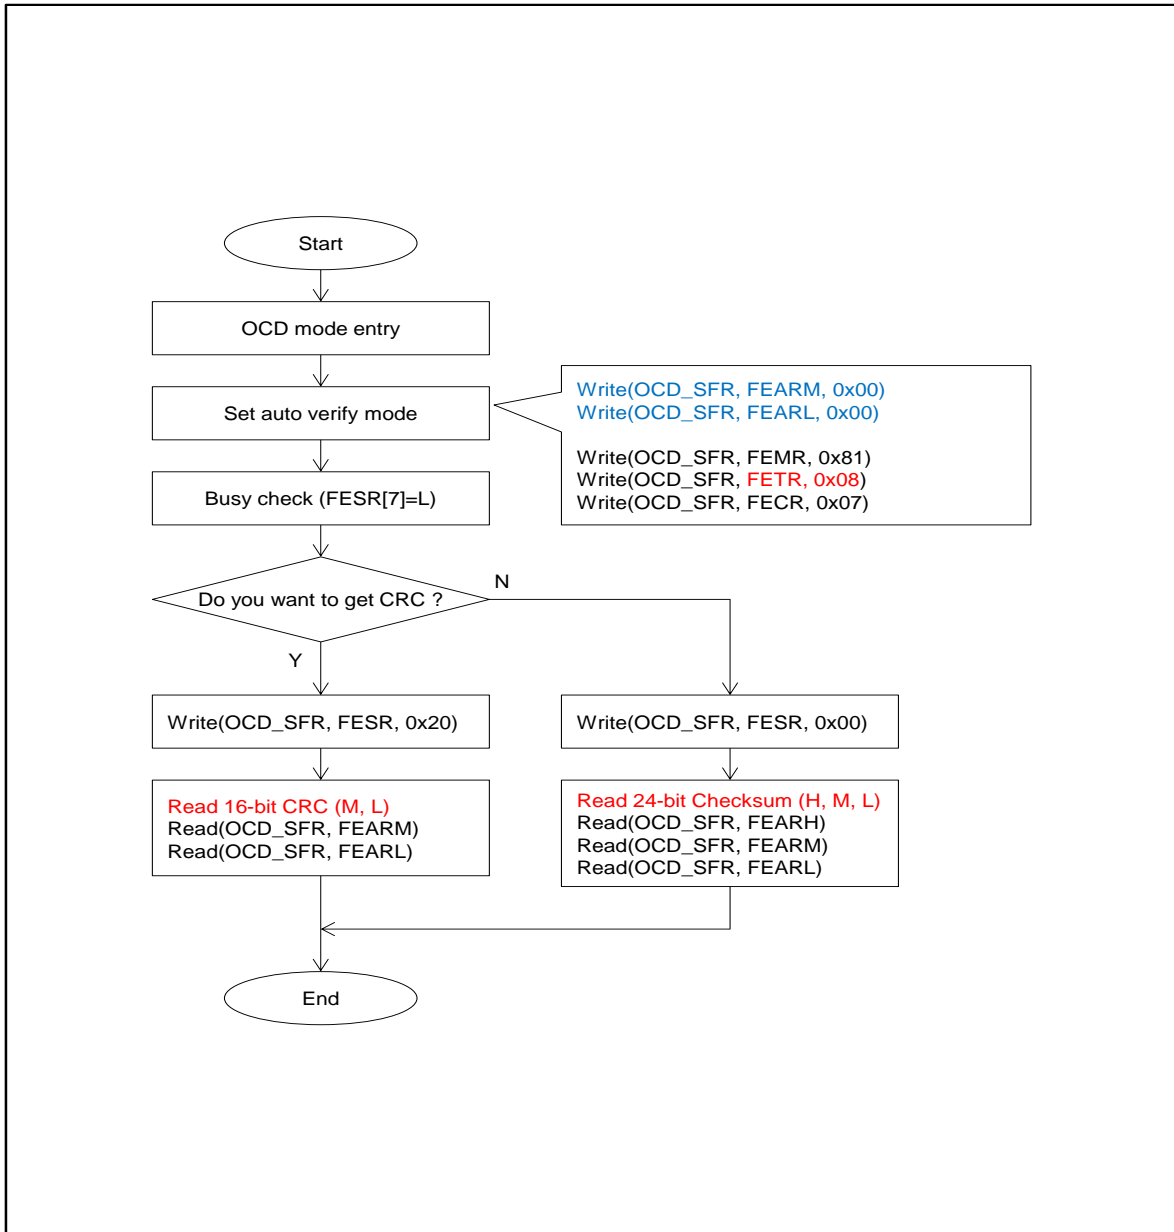 Start
OCD mode entry
Set auto verify mode
Write(OCD_SFR, FEARM, 0x00)
Write(OCD_SFR, FEARL, 0x00)
Write(OCD_SFR, FEMR, 0x81)
Write(OCD_SFR, FETR, 0x08)
Write(OCD_SFR, FECR, 0x07)
Busy check (FESR[7]=L)
Do you want to get CRC ?
N
Y
Write(OCD_SFR, FESR, 0x20)
Write(OCD_SFR, FESR, 0x00)
Read 16-bit CRC (M, L)
Read(OCD_SFR, FEARM)
Read(OCD_SFR, FEARL)
Read 24-bit Checksum (H, M, L)
Read(OCD_SFR, FEARH)
Read(OCD_SFR, FEARM)
Read(OCD_SFR, FEARL)
End